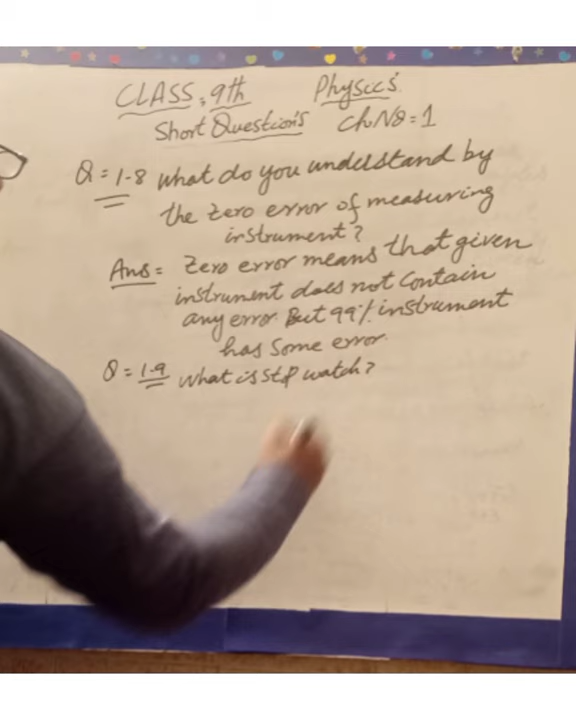 CLASS, 9th Physics
Short Question's Ch.No=1
Q=1-8 What do you understand by
the zero error of measuring
instrument?
Ans= Zero error means that given
instrument does not contain
any error. But 99% instrument
has some error.
Q=1.9 What is stop watch?